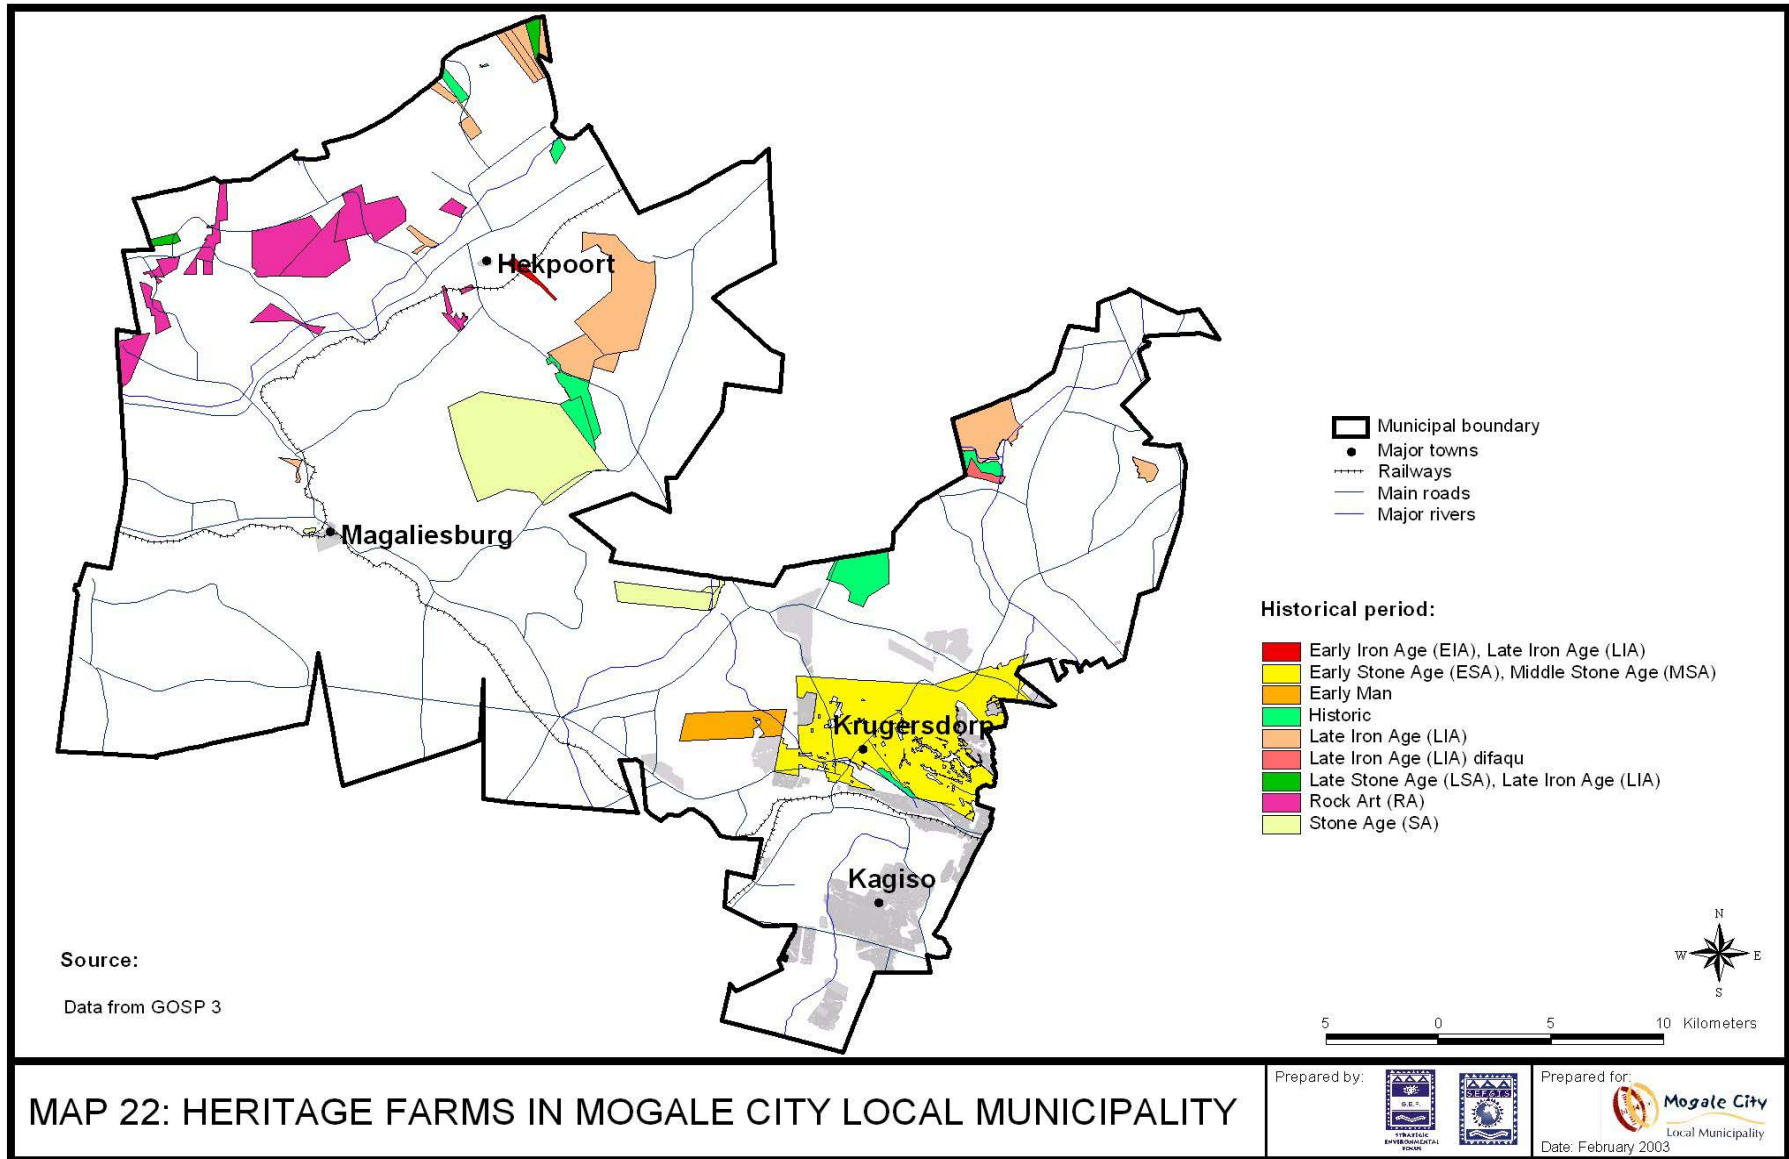 Hekpoort
Magaliesburg
Krugersdorp
Kagiso
Municipal boundary
Major towns
Railways
Main roads
Major rivers
Historical period:
Early Iron Age (EIA), Late Iron Age (LIA)
Early Stone Age (ESA), Middle Stone Age (MSA)
Early Man
Historic
Late Iron Age (LIA)
Late Iron Age (LIA) difaqu
Late Stone Age (LSA), Late Iron Age (LIA)
Rock Art (RA)
Stone Age (SA)
N
W E
S
5 0 5 10 Kilometers
Source:
Data from GOSP 3
MAP 22: HERITAGE FARMS IN MOGALE CITY LOCAL MUNICIPALITY
Prepared by:
S.E.F.
STRATEGIC
ENVIRONMENTAL
Prepared for:
Mogale City
Local Municipality
Date: February 2003